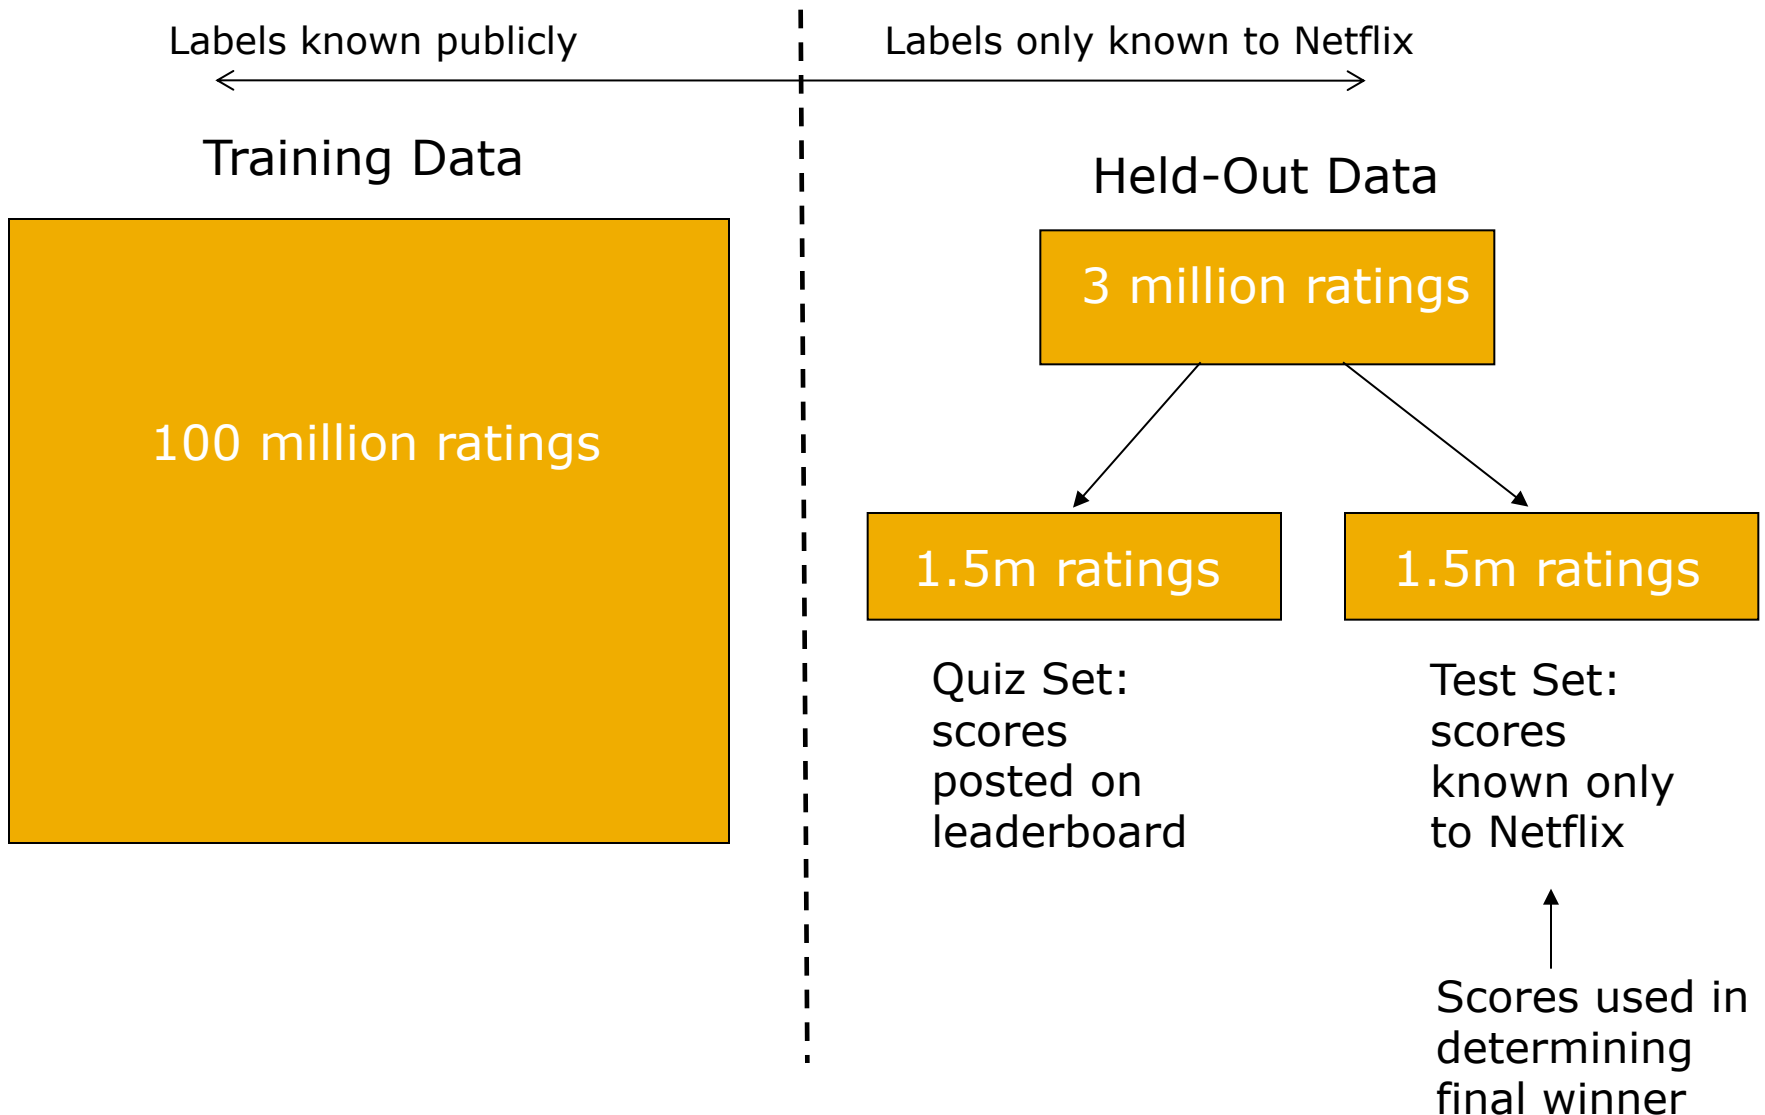 Labels known publicly
Labels only known to Netflix
Training Data
Held-Out Data
100 million ratings
3 million ratings
1.5m ratings
1.5m ratings
Quiz Set:
scores
posted on
leaderboard
Test Set:
scores
known only
to Netflix
Scores used in
determining
final winner